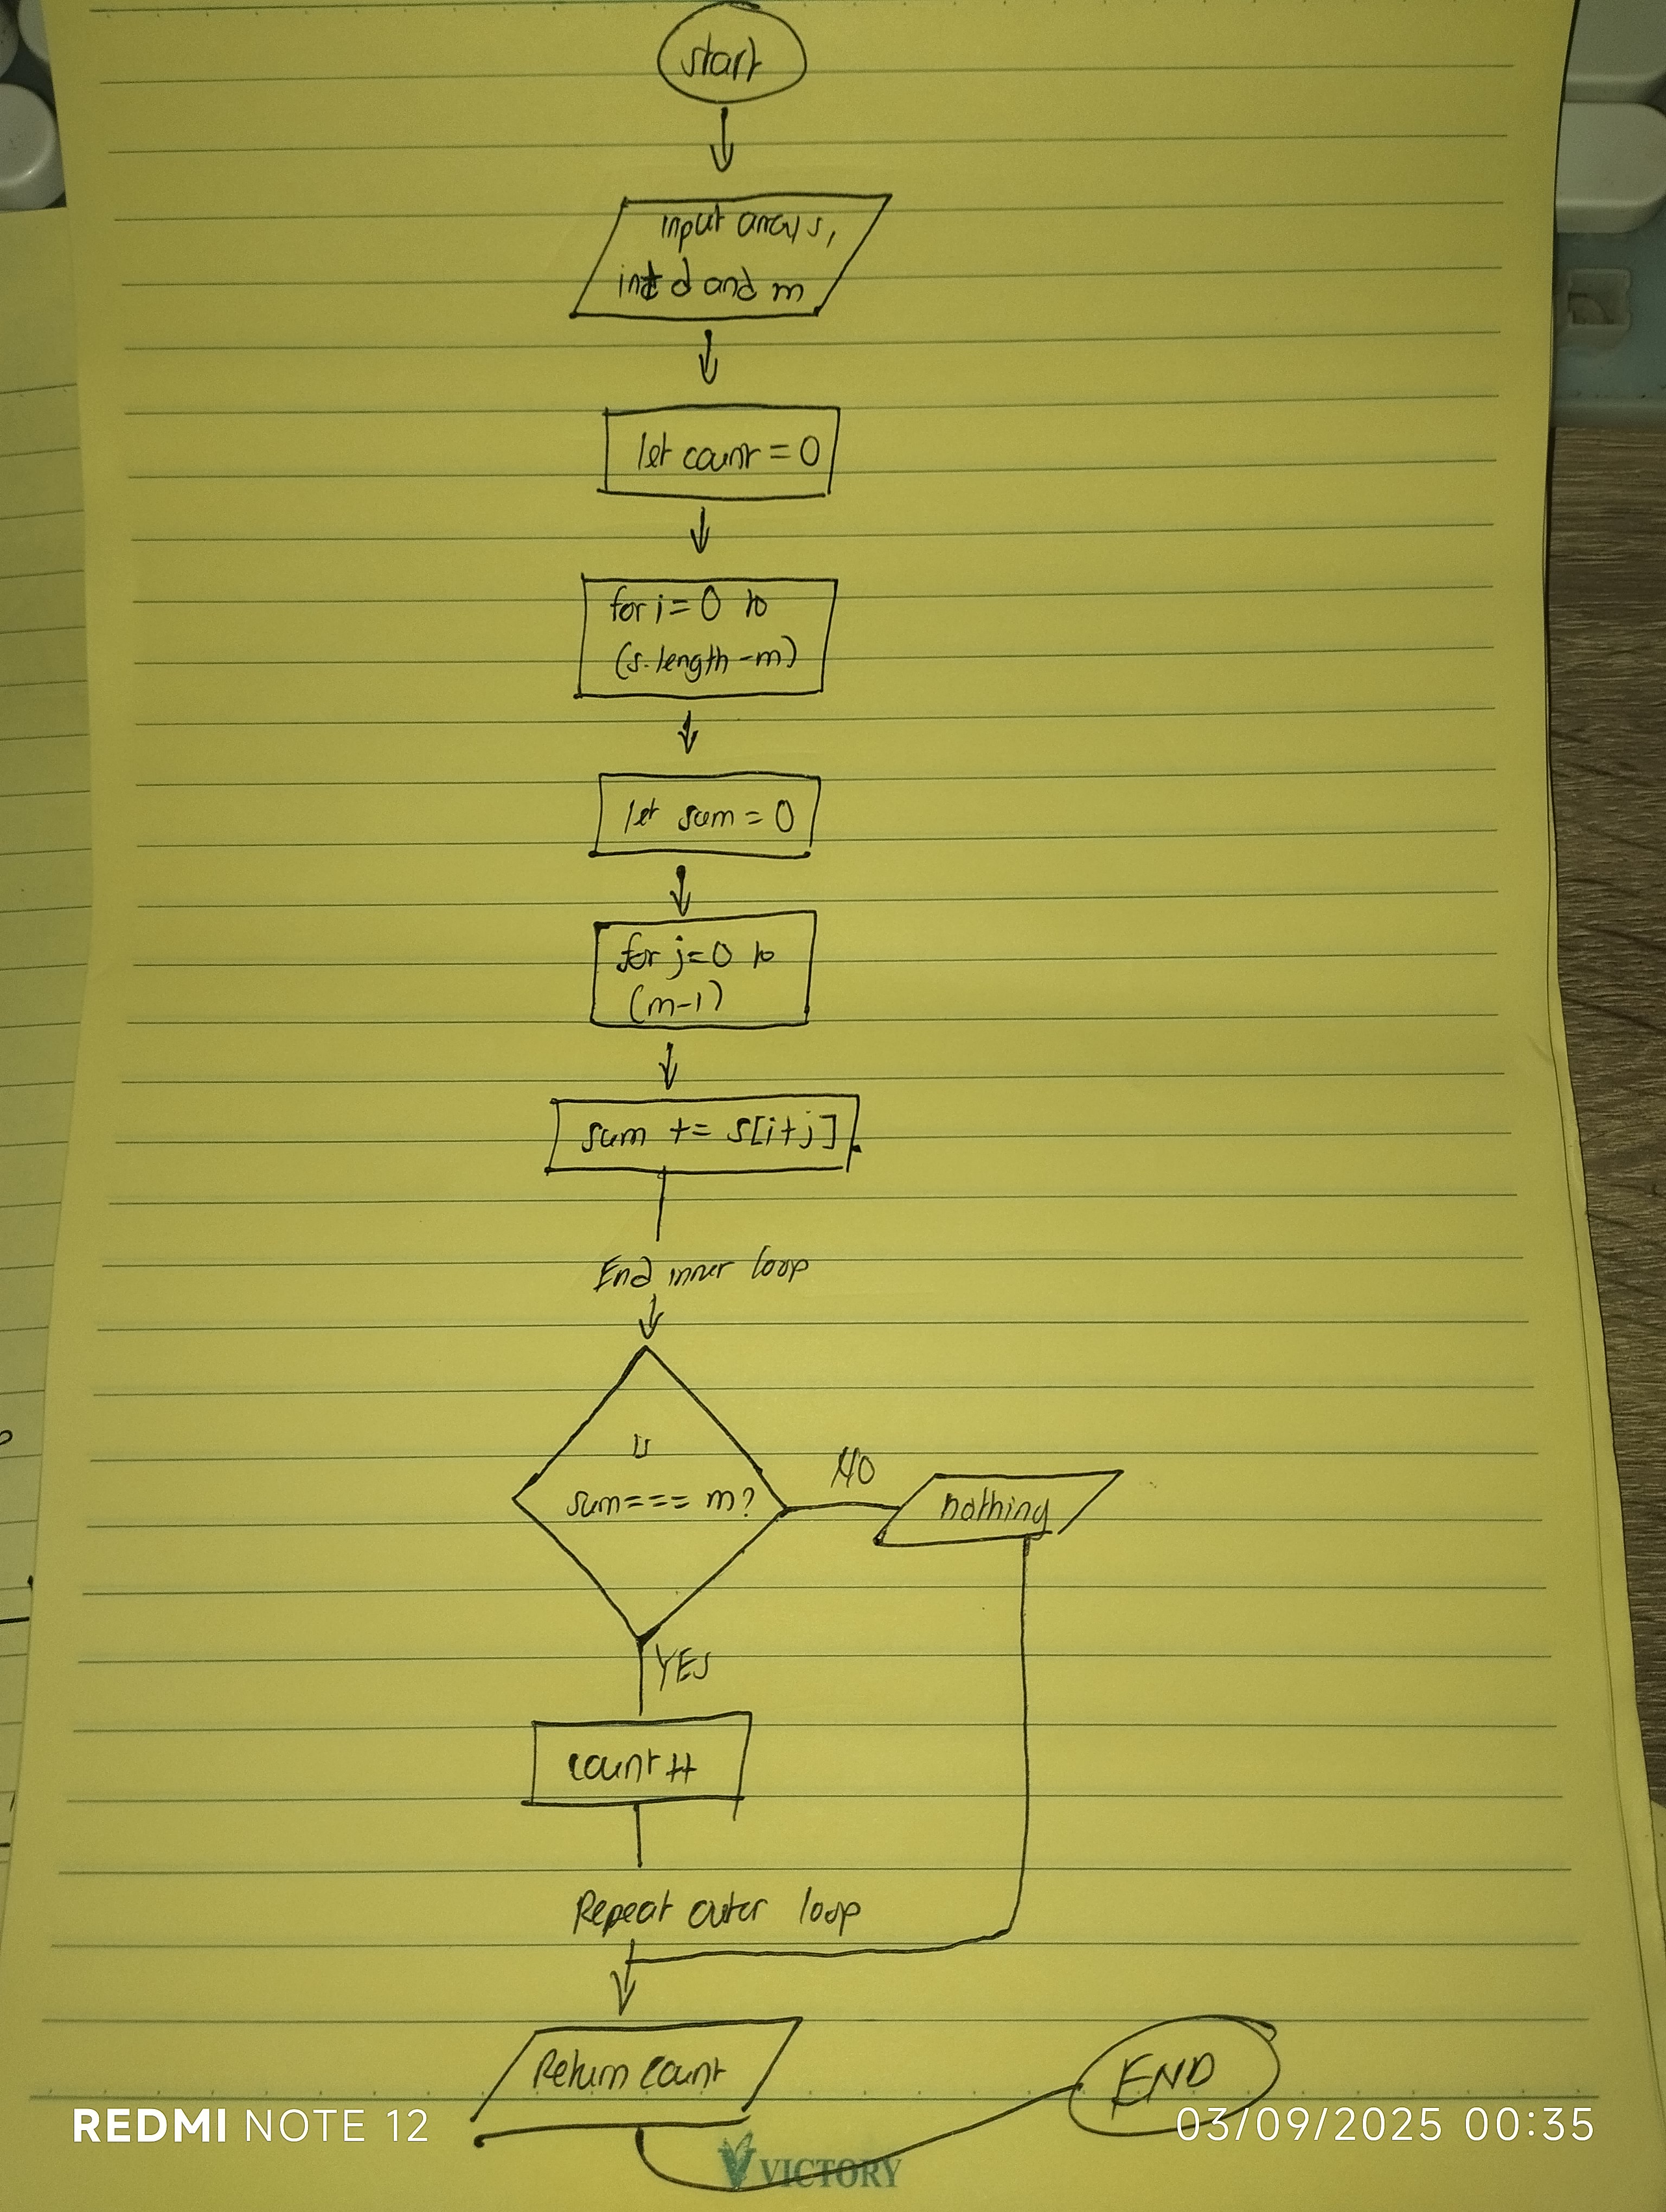 start
input array s,
int d and m
let count = 0
for i = 0 to
(s.length - m)
let sum = 0
for j = 0 to
(m-1)
sum += s[i+j]
End inner loop
is
sum === m?
NO
nothing
YES
count ++
Repeat outer loop
Return count
END
REDMI NOTE 12
03/09/2025 00:35
VICTORY